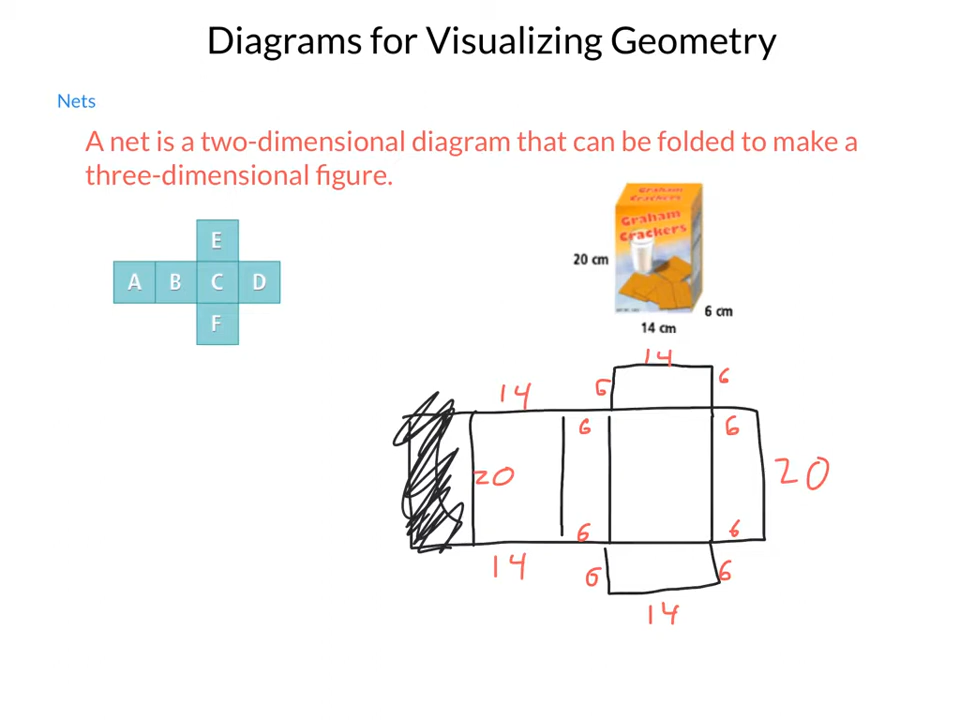 Diagrams for Visualizing Geometry
Nets
A net is a two-dimensional diagram that can be folded to make a
three-dimensional figure.
Graham
Crackers
Graham
Crackers
E
A B C D
F
20 cm
6 cm
14 cm
14
14 6 6
6 6
20 20
6 6
14 6 6
14